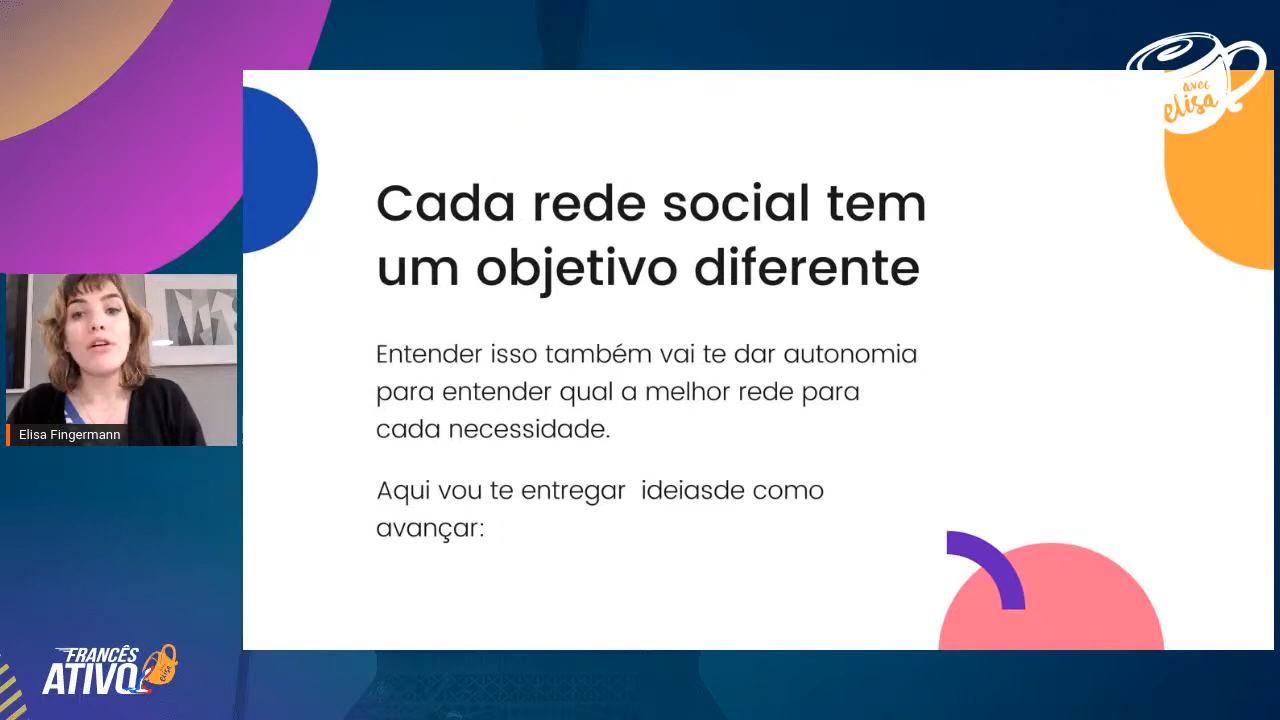 avec
elisa
Cada rede social tem
um objetivo diferente
Entender isso também vai te dar autonomia
para entender qual a melhor rede para
cada necessidade.
Aqui vou te entregar  ideiasde como
avançar:
Elisa Fingermann
FRANCÊS
ATIVO
elisa